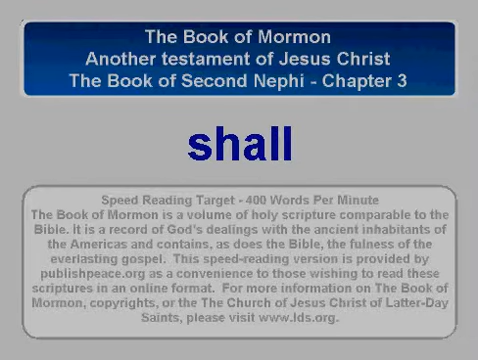 The Book of Mormon
Another testament of Jesus Christ
The Book of Second Nephi - Chapter 3
shall
Speed Reading Target - 400 Words Per Minute
The Book of Mormon is a volume of holy scripture comparable to the
Bible. It is a record of God's dealings with the ancient inhabitants of
the Americas and contains, as does the Bible, the fulness of the
everlasting gospel. This speed-reading version is provided by
publishpeace.org as a convenience to those wishing to read these
scriptures in an online format. For more information on The Book of
Mormon, copyrights, or the The Church of Jesus Christ of Latter-Day
Saints, please visit www.lds.org.